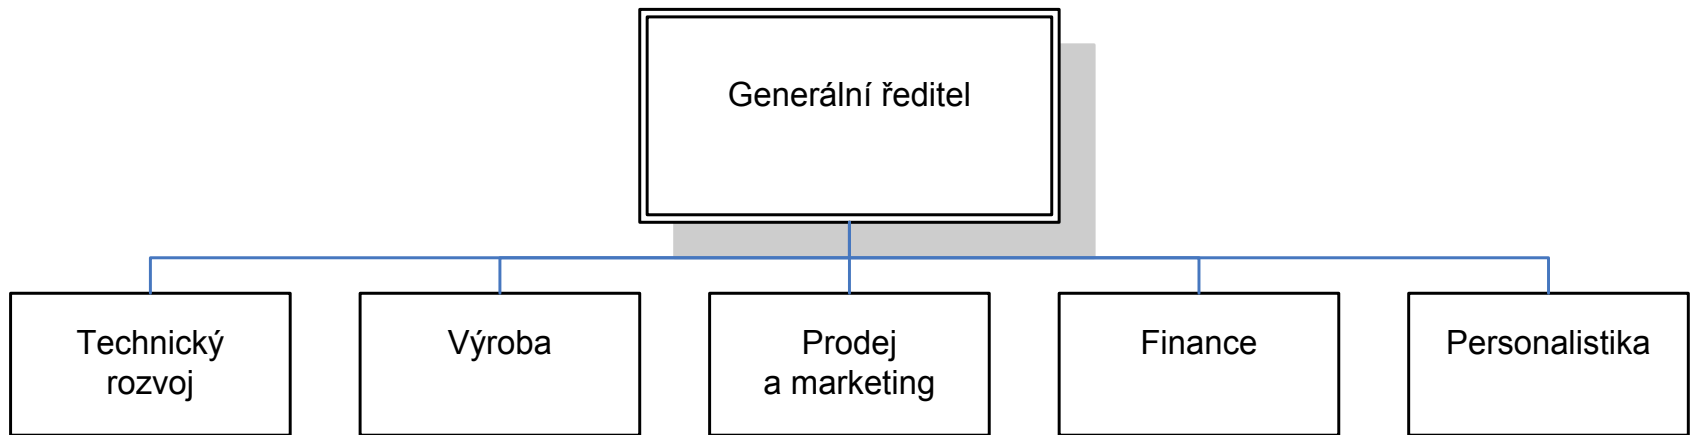 Generální ředitel
Technický
rozvoj
Výroba
Prodej
a marketing
Finance
Personalistika